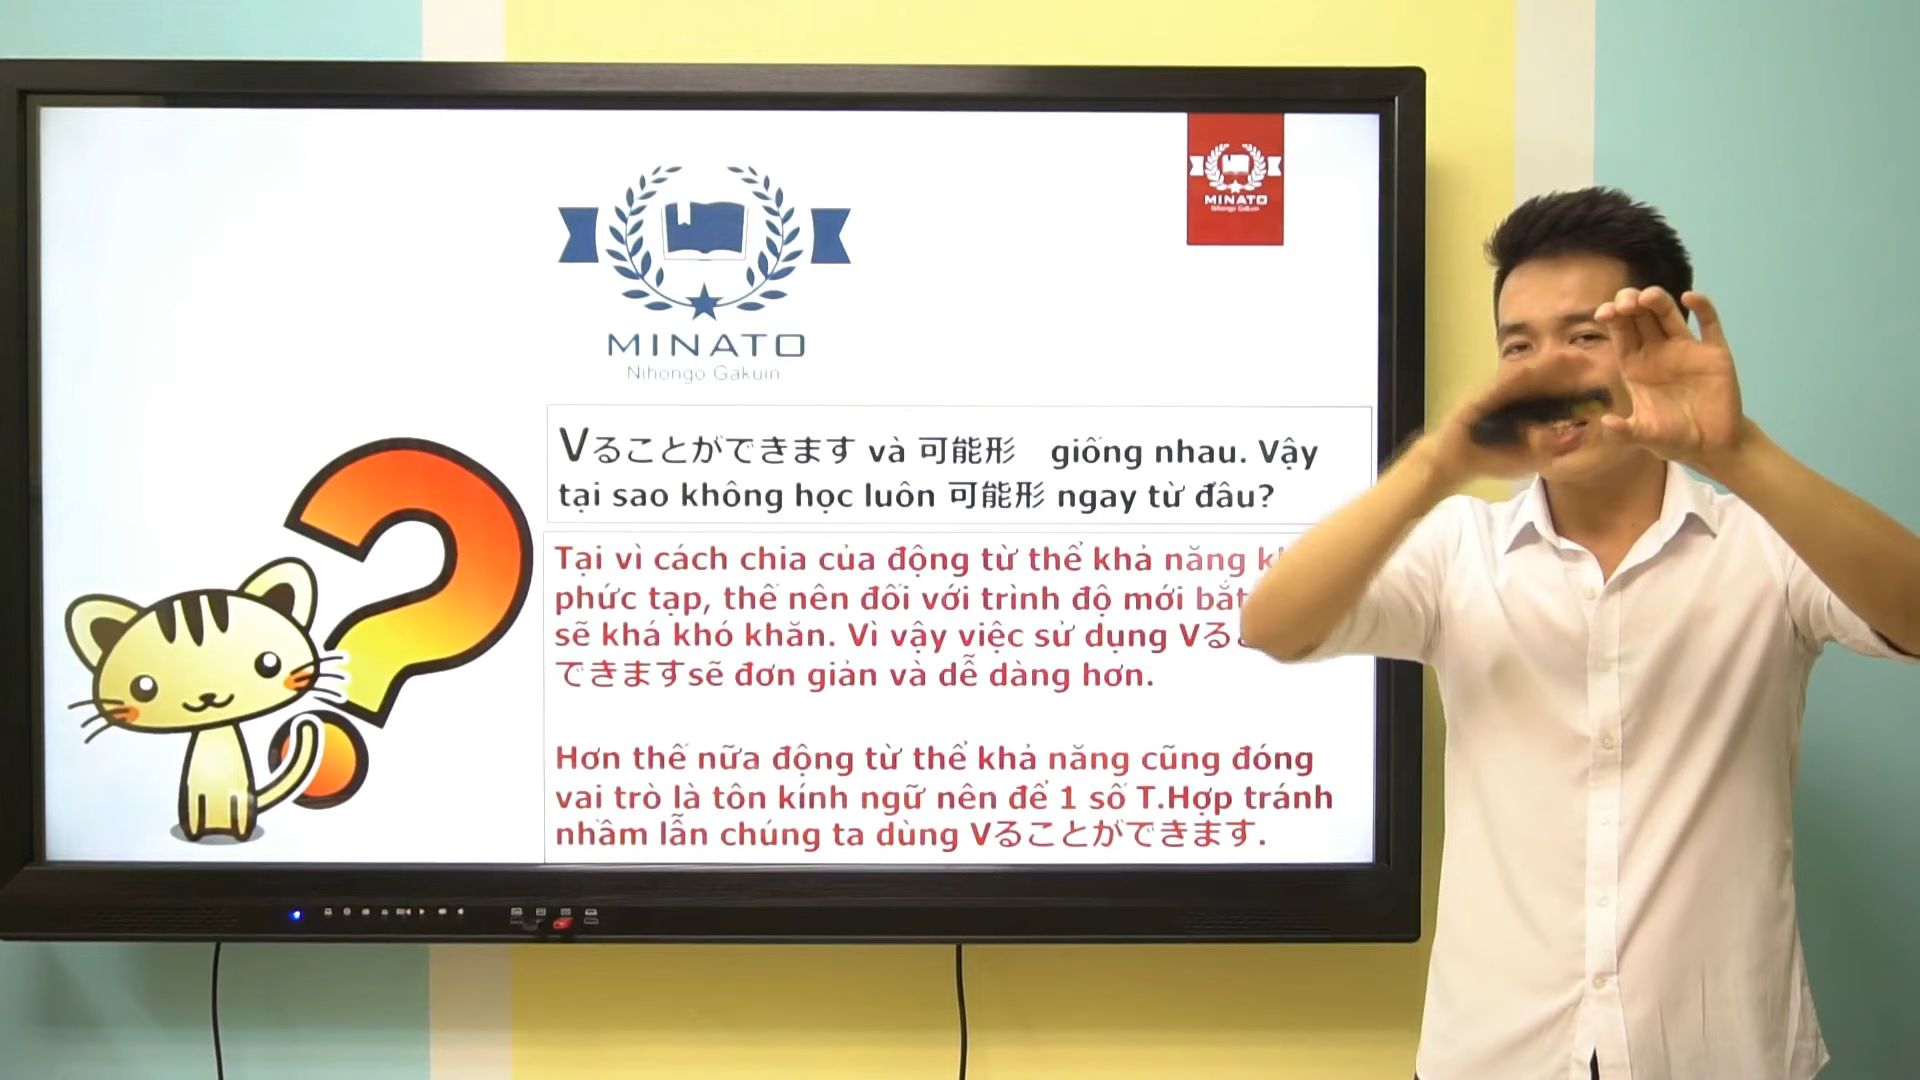 MINATO
Nihongo Gakuin
MINATO
Nihongo Gakuin
Vることができます và 可能形 giống nhau. Vậy
tại sao không học luôn 可能形 ngay từ đâu?
Tại vì cách chia của động từ thể khả năng
phức tạp, thế nên đối với trình độ mới bắt
sẽ khá khó khăn. Vì vậy việc sử dụng Vる
できますsẽ đơn giản và dễ dàng hơn.
Hơn thế nữa động từ thể khả năng cũng đóng
vai trò là tôn kính ngữ nên để 1 số T.Hợp tránh
nhầm lẫn chúng ta dùng Vることができます.